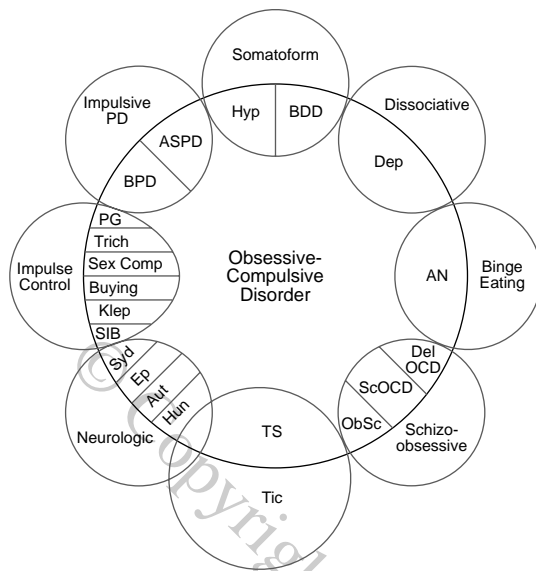 Somatoform
Hyp
BDD
Impulsive
PD
ASPD
BPD
Dissociative
Dep
PG
Trich
Sex Comp
Buying
Klep
SIB
Impulse
Control
Obsessive-
Compulsive
Disorder
AN
Binge
Eating
Syd
Ep
Aut
Hun
Neurologic
TS
Tic
Del
OCD
ScOCD
ObSc
Schizo-
obsessive
© Copyrigh